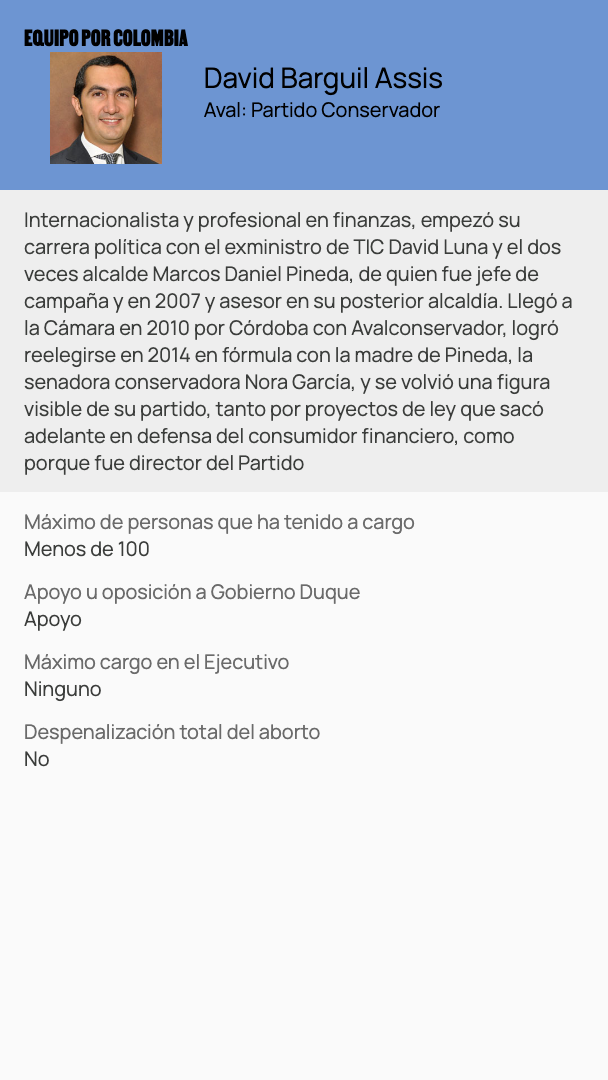 EQUIPO POR COLOMBIA
David Barguil Assis
Aval: Partido Conservador
Internacionalista y profesional en finanzas, empezó su
carrera política con el exministro de TIC David Luna y el dos
veces alcalde Marcos Daniel Pineda, de quien fue jefe de
campaña y en 2007 y asesor en su posterior alcaldía. Llegó a
la Cámara en 2010 por Córdoba con Avalconservador, logró
reelegirse en 2014 en fórmula con la madre de Pineda, la
senadora conservadora Nora García, y se volvió una figura
visible de su partido, tanto por proyectos de ley que sacó
adelante en defensa del consumidor financiero, como
porque fue director del Partido
Máximo de personas que ha tenido a cargo
Menos de 100
Apoyo u oposición a Gobierno Duque
Apoyo
Máximo cargo en el Ejecutivo
Ninguno
Despenalización total del aborto
No